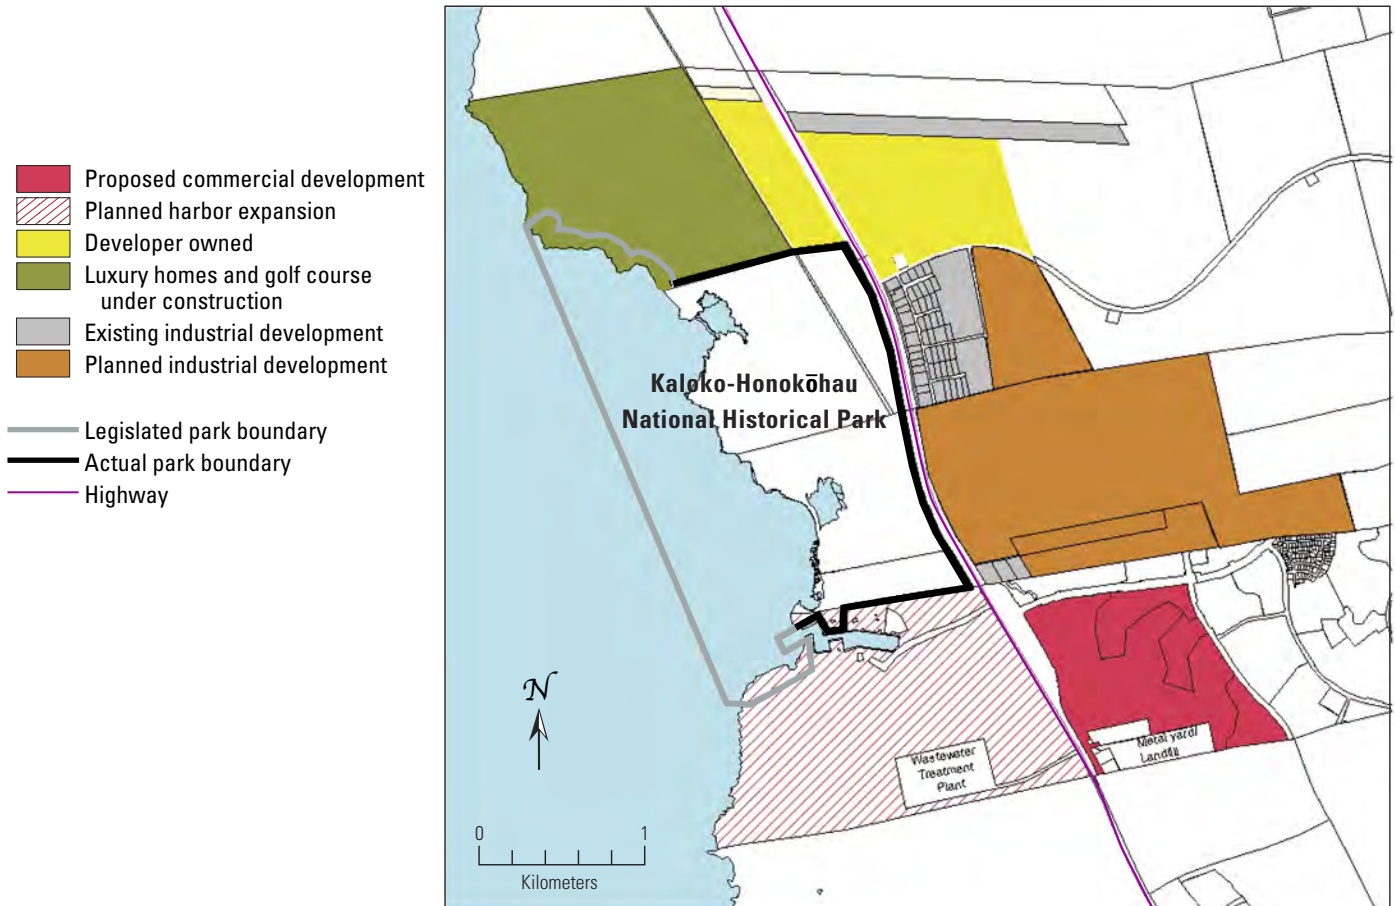 Proposed commercial development
Planned harbor expansion
Developer owned
Luxury homes and golf course
under construction
Existing industrial development
Planned industrial development
Legislated park boundary
Actual park boundary
Highway
Kaloko-Honokōhau
National Historical Park
N
Wastewater
Treatment
Plant
Metal yard/
Landfill
0 1
Kilometers